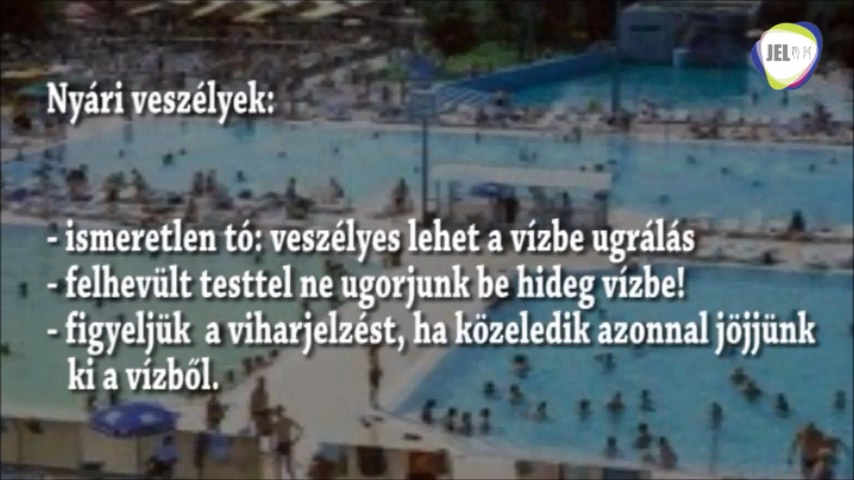 JEL
Nyári veszélyek:
- ismeretlen tó: veszélyes lehet a vízbe ugrálás
- felhevült testtel ne ugorjunk be hideg vízbe!
- figyeljük a viharjelzést, ha közeledik azonnal jöjjünk
ki a vízből.